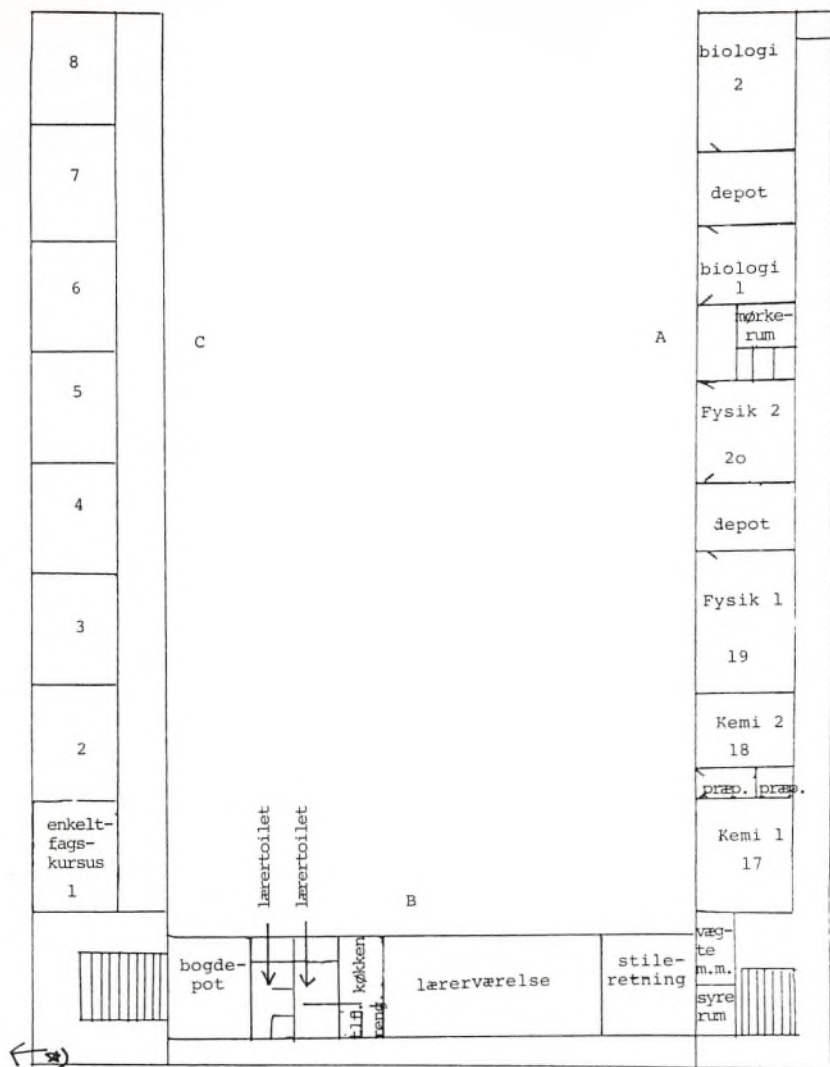 8
7
6
5
4
3
2
enkelt-
fags-
kursus
1
C
A
B
biologi
2
depot
biologi
1
mørke-
rum
Fysik 2
2o
depot
Fysik 1
19
Kemi 2
18
præp. præp.
Kemi 1
17
væg-
te
m.m.
syre
rum
lærertoilet
lærertoilet
bogde-
pot
køkken
tlf.
reng.
lærerværelse
stile-
retning
*)